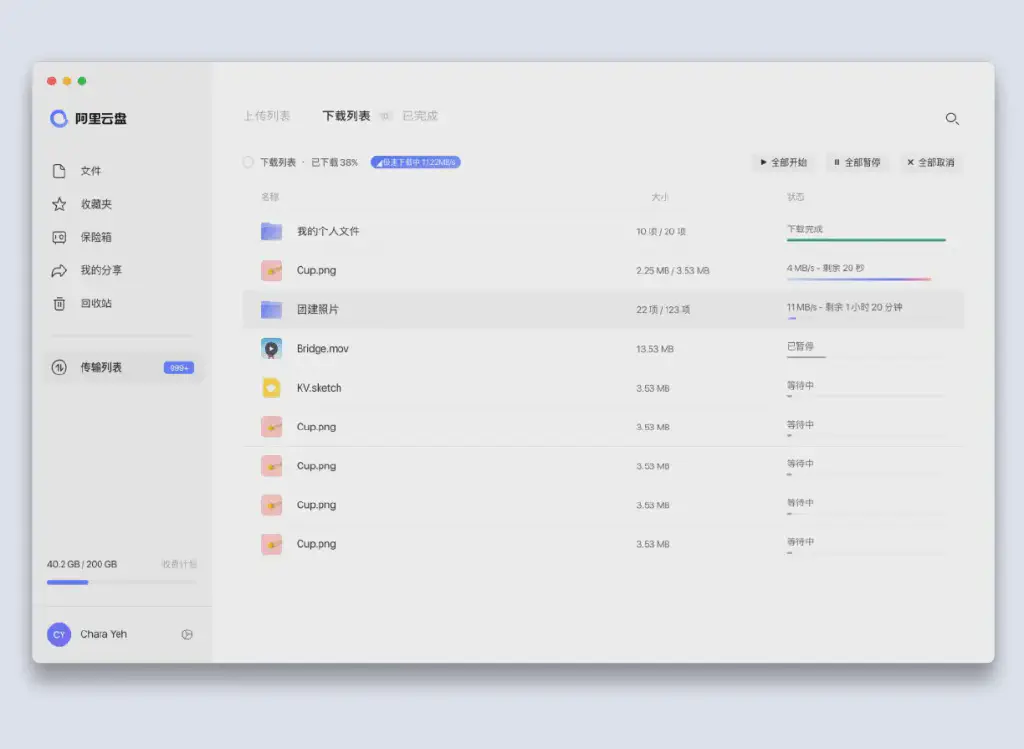 阿里云盘
文件
收藏夹
保险箱
我的分享
回收站
传输列表 999+
40.2 GB / 200 GB 收费计划
CY Chara Yeh
上传列表 下载列表 已完成
下载列表 · 已下载 38% 极速下载中 11.22MB/s
全部开始 全部暂停 全部取消
名称 大小 状态
我的个人文件 10 项 / 20 项 下载完成
Cup.png 2.25 MB / 3.53 MB 4 MB/s - 剩余 20 秒
团建照片 22 项 / 123 项 11 MB/s - 剩余 1 小时 20 分钟
Bridge.mov 13.53 MB 已暂停
KV.sketch 3.53 MB 等待中
Cup.png 3.53 MB 等待中
Cup.png 3.53 MB 等待中
Cup.png 3.53 MB 等待中
Cup.png 3.53 MB 等待中